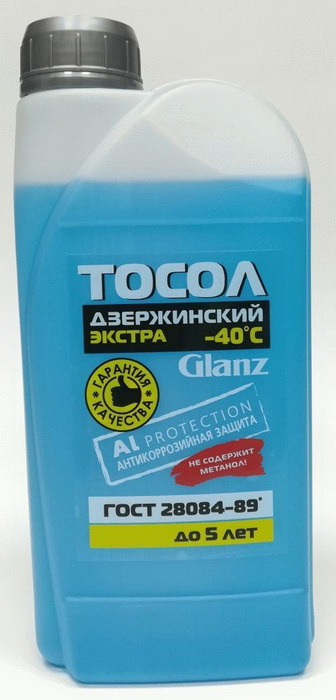 ТОСОЛ
ДЗЕРЖИНСКИЙ
ЭКСТРА -40°С
Glanz
ГАРАНТИЯ
КАЧЕСТВА
AL PROTECTION
АНТИКОРРОЗИЙНАЯ ЗАЩИТА
НЕ СОДЕРЖИТ
МЕТАНОЛ!
ГОСТ 28084-89*
ДО 5 ЛЕТ